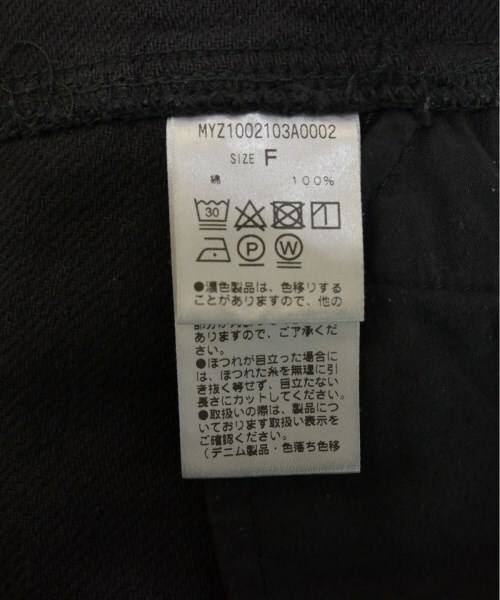 MYZ1002103A0002
SIZE F
綿 100%
30
P W
●濃色製品は、色移りする
ことがありますので、他の
ありますので、ご了承くださ
さい。
●ほつれが目立った場合に
は、ほつれた糸を無理に引
き抜く等せず、目立たない
長さにカットしてください。
●取扱いの際は、製品につ
いております取扱い表示を
ご確認ください。
(デニム製品・色落ち色移